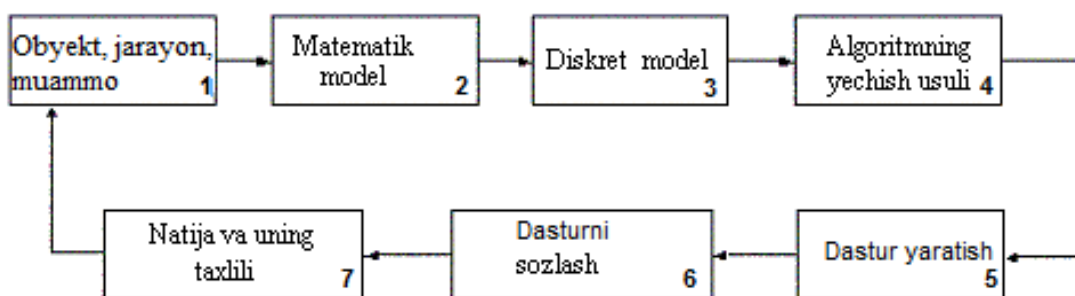 Obyekt, jarayon,
muammo 1
Matematik
model 2
Diskret model
3
Algoritmning
yechish usuli 4
Dastur yaratish
5
Dasturni
sozlash
6
Natija va uning
taxlili 7